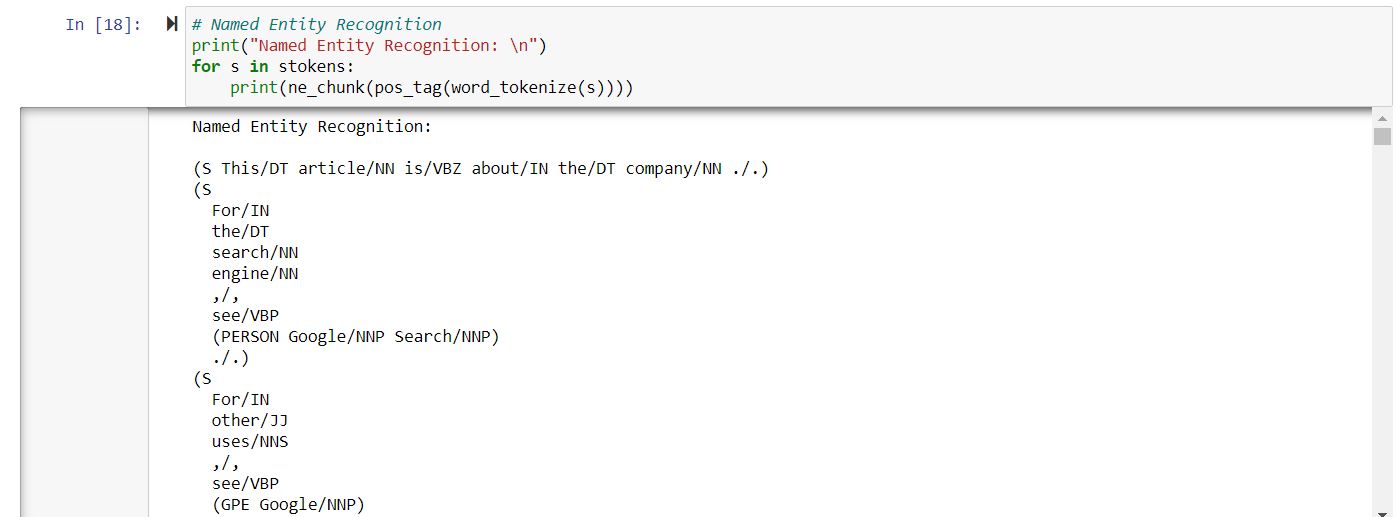 In [18]: # Named Entity Recognition
print("Named Entity Recognition: \n")
for s in stokens:
    print(ne_chunk(pos_tag(word_tokenize(s))))
Named Entity Recognition:
(S This/DT article/NN is/VBZ about/IN the/DT company/NN ./.)
(S
  For/IN
  the/DT
  search/NN
  engine/NN
  ,/,
  see/VBP
  (PERSON Google/NNP Search/NNP)
  ./.)
(S
  For/IN
  other/JJ
  uses/NNS
  ,/,
  see/VBP
  (GPE Google/NNP)